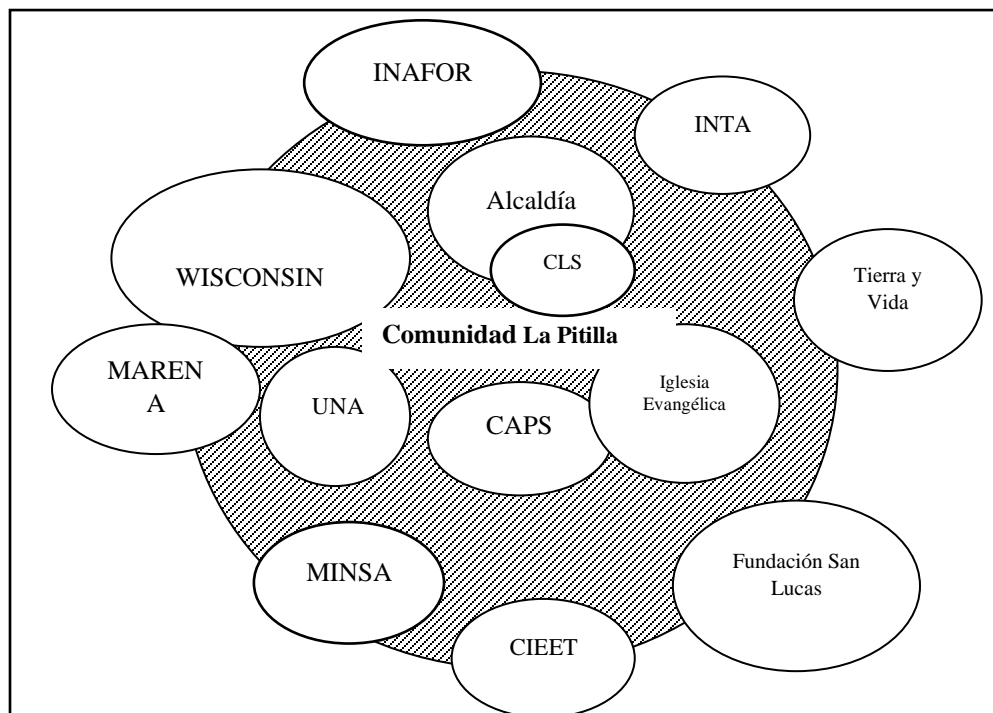 INAFOR
INTA
Alcaldía
CLS
WISCONSIN
Tierra y
Vida
Comunidad La Pitilla
MAREN
A
UNA
CAPS
Iglesia
Evangélica
MINSA
Fundación San
Lucas
CIEET